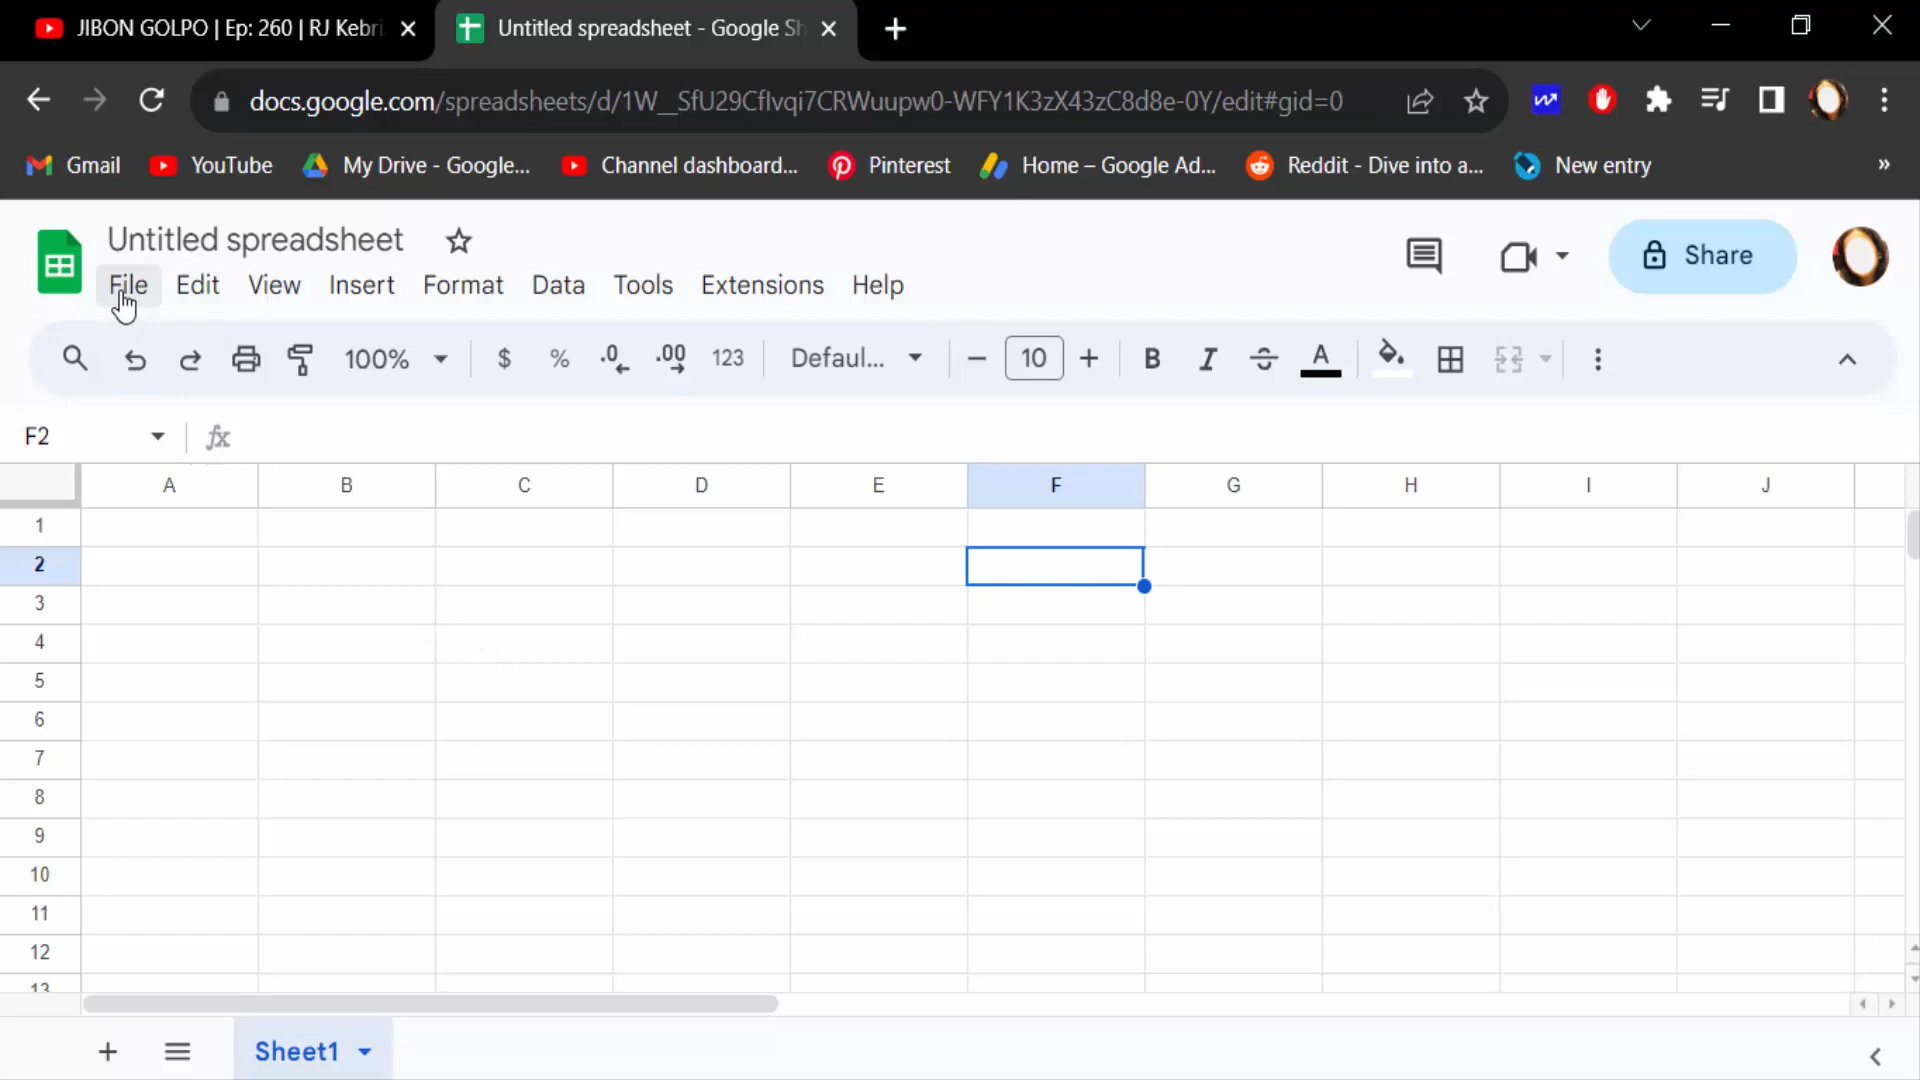 JIBON GOLPO | Ep: 260 | RJ Kebri
Untitled spreadsheet - Google Sh
docs.google.com/spreadsheets/d/1W__SfU29Cflvqi7CRWuupw0-WFY1K3zX43zC8d8e-0Y/edit#gid=0
Gmail YouTube My Drive - Google... Channel dashboard... Pinterest Home – Google Ad... Reddit - Dive into a... New entry »
Untitled spreadsheet
File Edit View Insert Format Data Tools Extensions Help
Share
100% $ % .0 .00 123 Defaul... 10 B I A
F2 fx
A B C D E F G H I J
1
2
3
4
5
6
7
8
9
10
11
12
13
Sheet1